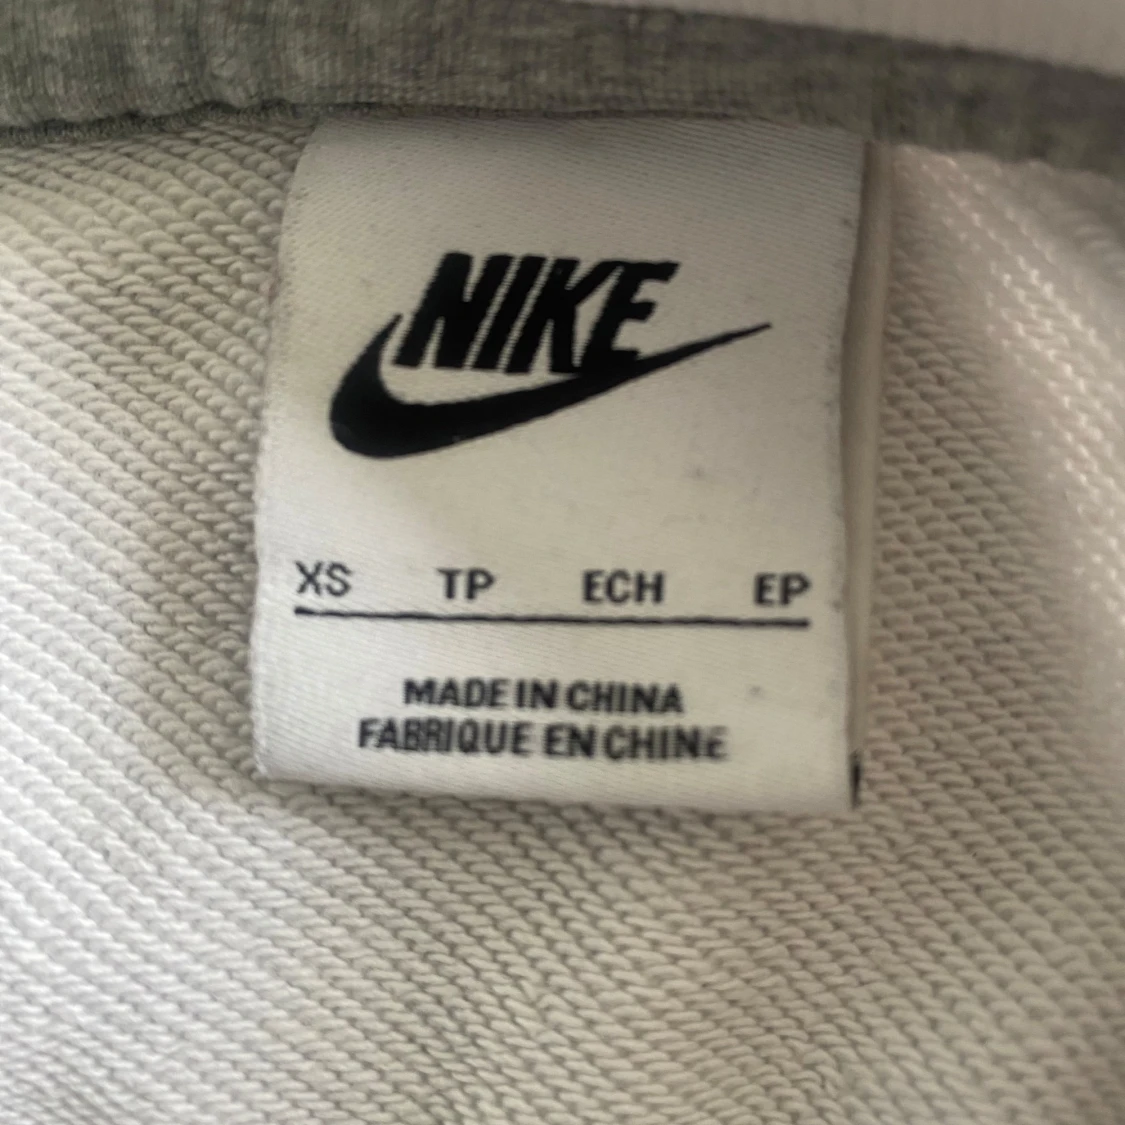 NIKE
XS TP ECH EP
MADE IN CHINA
FABRIQUE EN CHINE